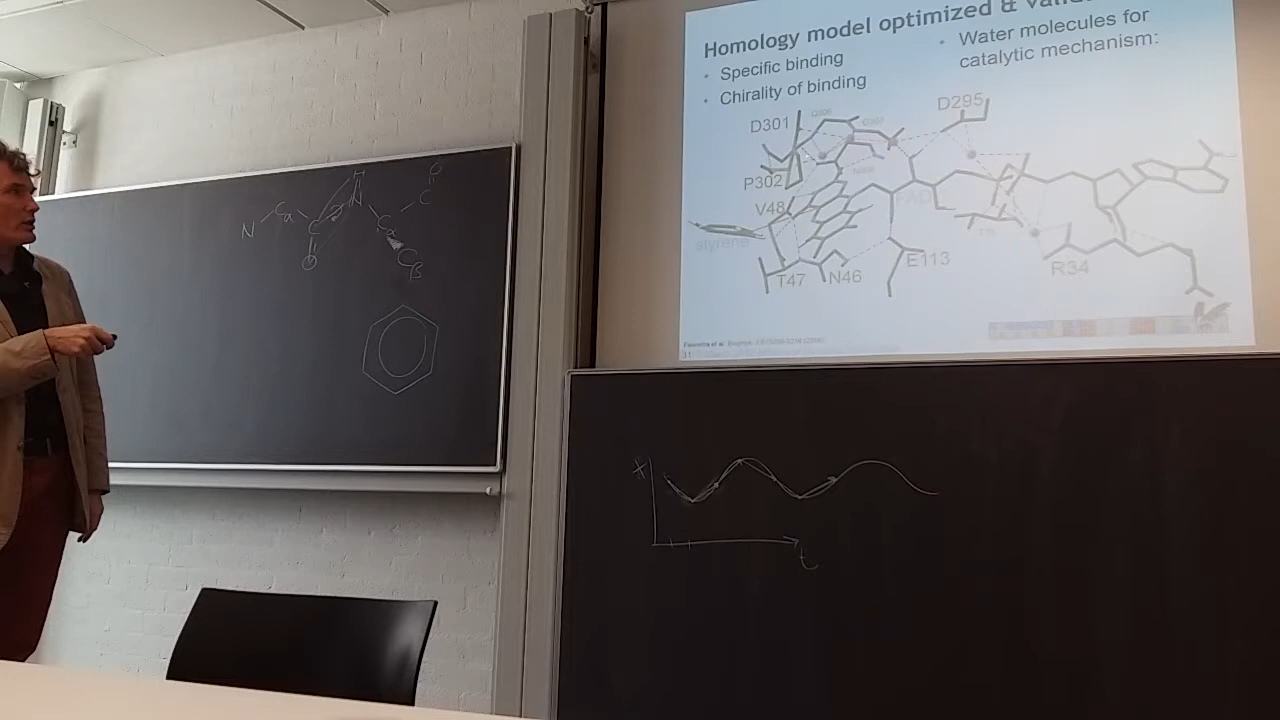 Homology model optimized &
• Specific binding
• Chirality of binding
• Water molecules for
catalytic mechanism:
D301
D295
P302
V48
FAD
styrene
T47
N46
E113
R34
31
H
O
N
Cα
C
N
Cα
C
O
Cβ
x
t